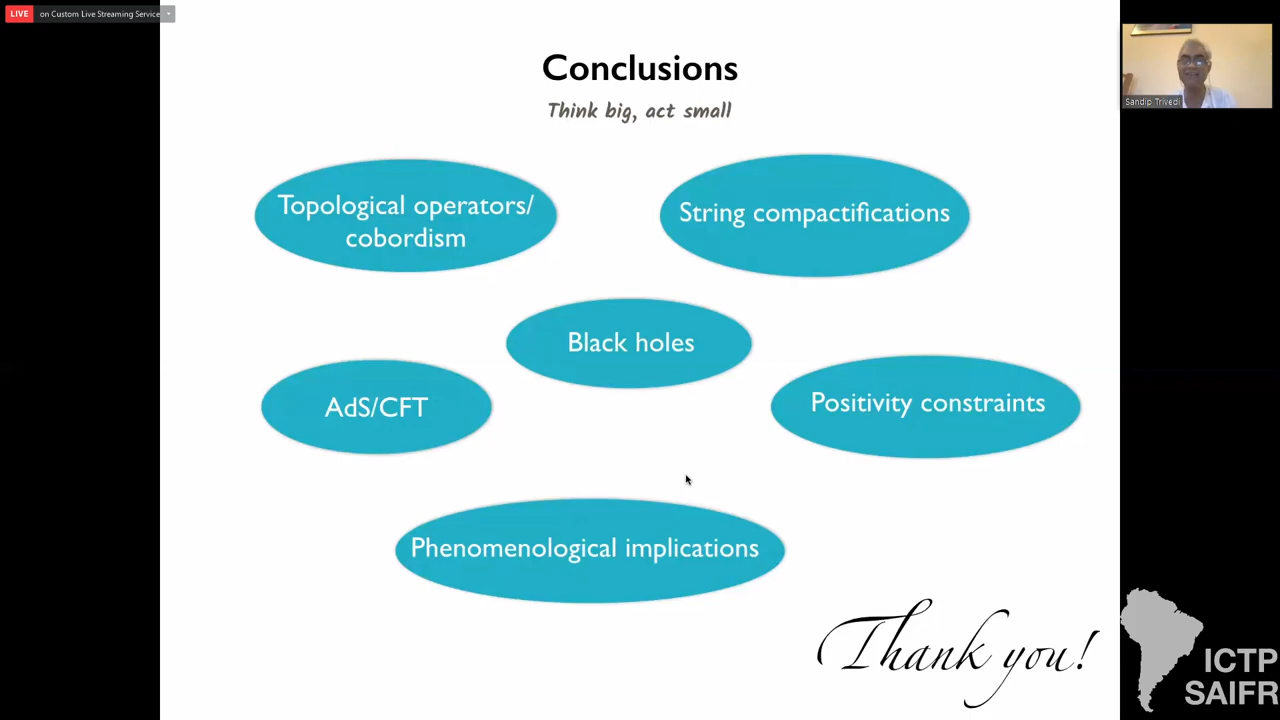 LIVE on Custom Live Streaming Service
Conclusions
Think big, act small
Sandip Trivedi
Topological operators/
cobordism
String compactifications
Black holes
AdS/CFT
Positivity constraints
Phenomenological implications
Thank you!
ICTP
SAIFR